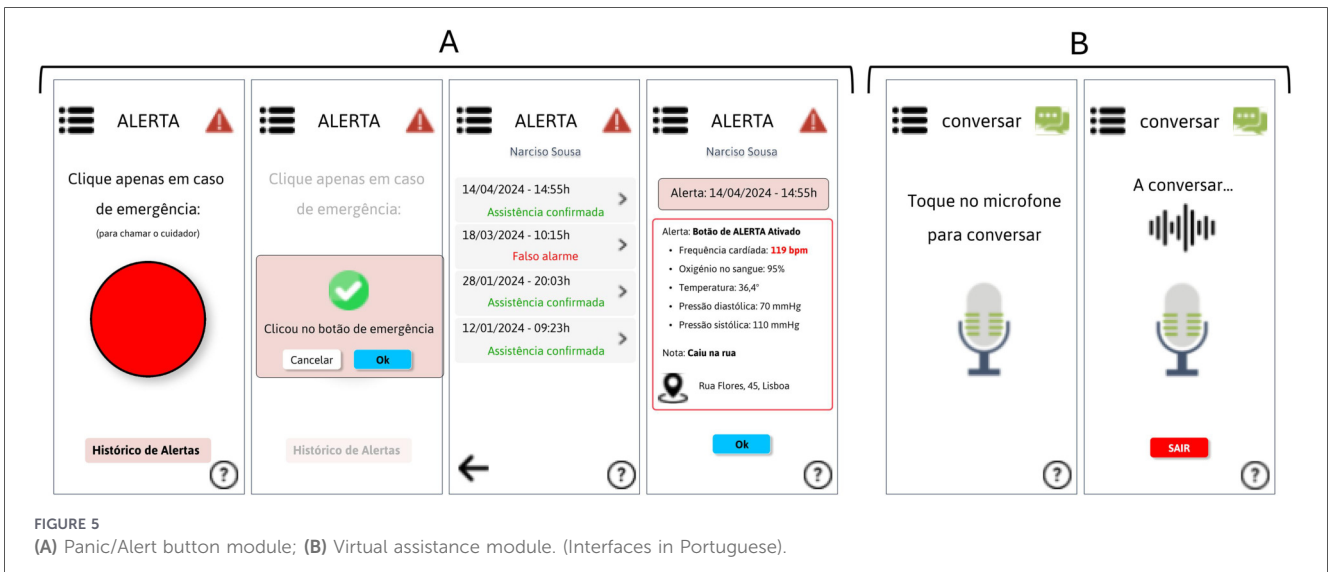 A
ALERTA
Clique apenas em caso
de emergência:
(para chamar o cuidador)
Histórico de Alertas
?
ALERTA
Clique apenas em caso
de emergência:
Clicou no botão de emergência
Cancelar
Ok
Histórico de Alertas
ALERTA
Narciso Sousa
14/04/2024 - 14:55h
Assistência confirmada
18/03/2024 - 10:15h
Falso alarme
28/01/2024 - 20:03h
Assistência confirmada
12/01/2024 - 09:23h
Assistência confirmada
?
ALERTA
Narciso Sousa
Alerta: 14/04/2024 - 14:55h
Alerta: Botão de ALERTA Ativado
• Frequência cardíada: 119 bpm
• Oxigénio no sangue: 95%
• Temperatura: 36,4°
• Pressão diastólica: 70 mmHg
• Pressão sistólica: 110 mmHg
Nota: Caiu na rua
Rua Flores, 45, Lisboa
Ok
?
B
conversar
Toque no microfone
para conversar
?
conversar
A conversar...
SAIR
?
FIGURE 5
(A) Panic/Alert button module; (B) Virtual assistance module. (Interfaces in Portuguese).